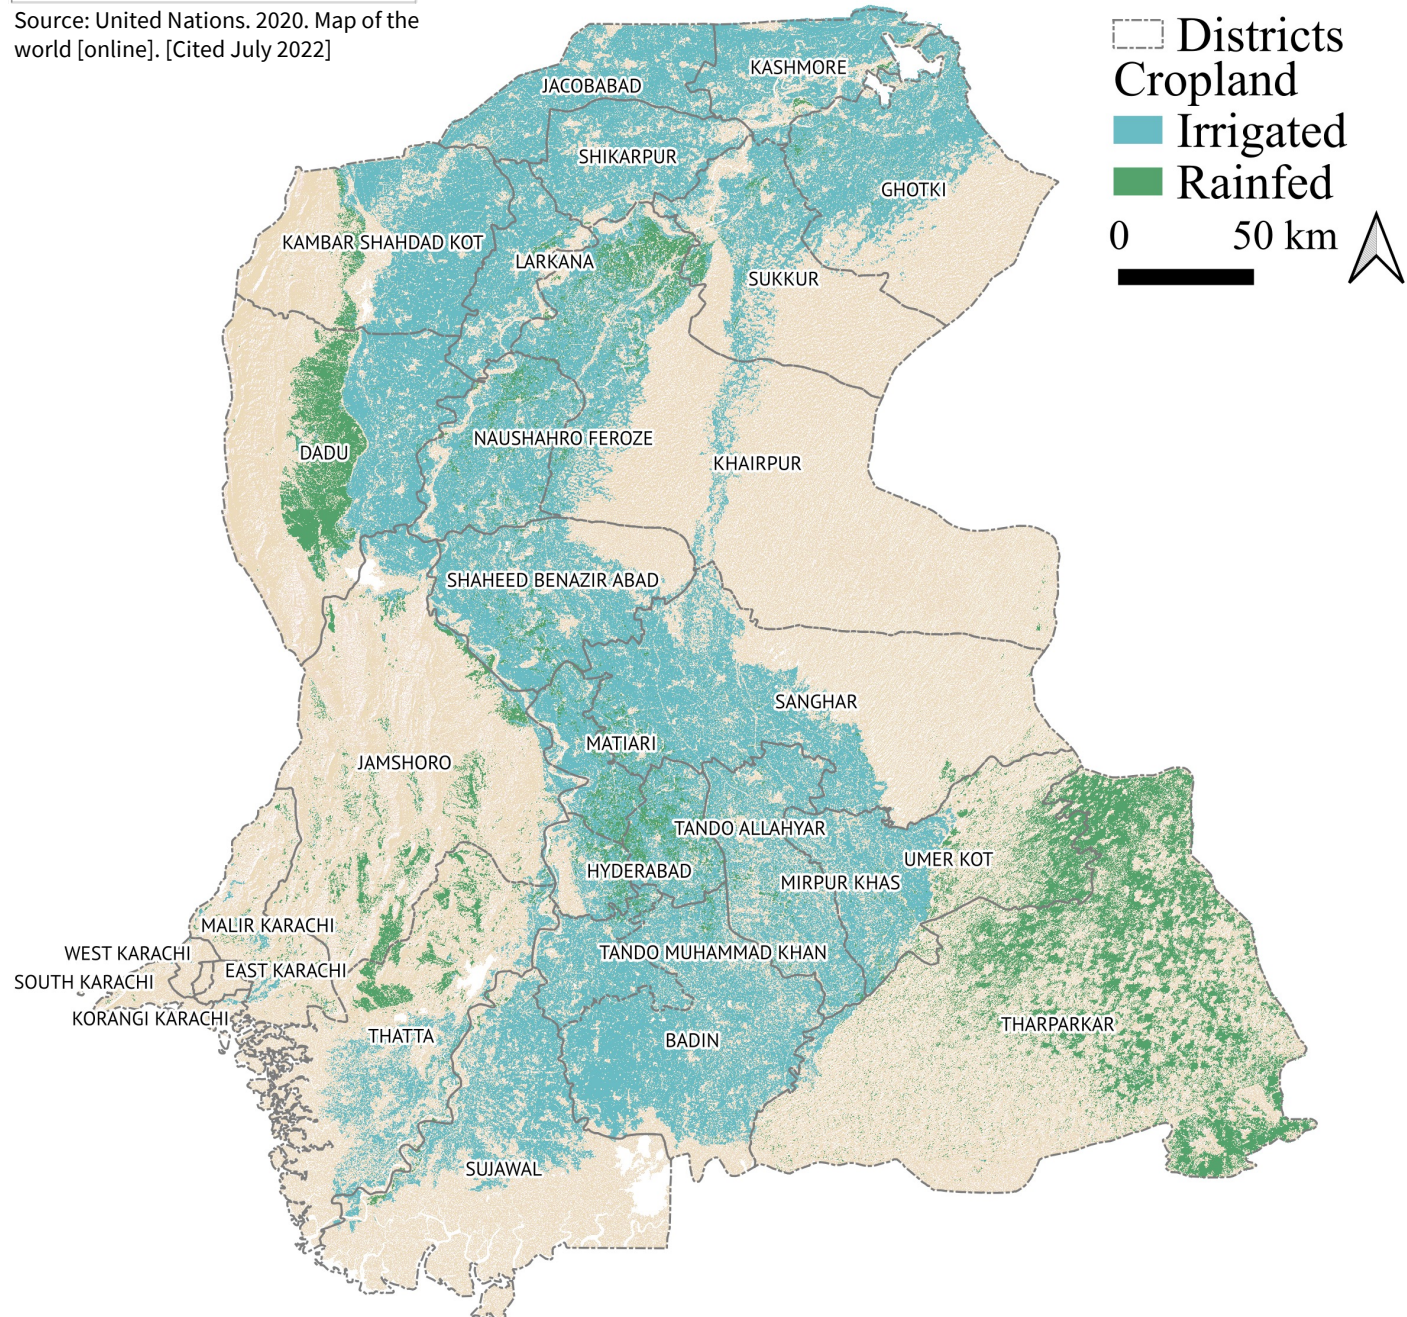 Source: United Nations. 2020. Map of the
world [online]. [Cited July 2022]
Districts
Cropland
Irrigated
Rainfed
0 50 km
KASHMORE
JACOBABAD
SHIKARPUR
GHOTKI
KAMBAR SHAHDAD KOT
LARKANA
SUKKUR
NAUSHAHRO FEROZE
DADU
KHAIRPUR
SHAHEED BENAZIR ABAD
SANGHAR
MATIARI
JAMSHORO
TANDO ALLAHYAR
UMER KOT
HYDERABAD
MIRPUR KHAS
MALIR KARACHI
WEST KARACHI
TANDO MUHAMMAD KHAN
EAST KARACHI
SOUTH KARACHI
KORANGI KARACHI
THARPARKAR
THATTA
BADIN
SUJAWAL